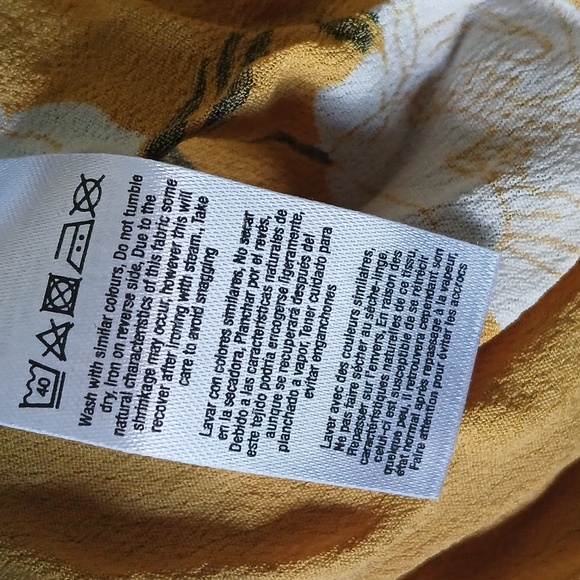 40
Wash with similar colours, Do not tumble
dry, Iron on reverse side, Due to the
natural characteristics of this fabric, some
shrinkage may occur, however this will
recover after ironing with steam., Take
care to avoid snagging
Lavar con colores similares, No secar
en la secadora, Planchar por el revés,
Debido a las características naturales de
este tejido podría encogerse ligeramente,
aunque se recuperará después del
planchado a vapor, Tener cuidado para
evitar enganchones
Laver avec des couleurs similaires,
Ne pas faire sécher au sèche-linge,
Repasser sur l'envers, En raison des
caractéristiques naturelles de ce tissu,
celui-ci est susceptible de se rétrécir
quelque peu, il retrouvera cependant son
état normal après repassage à la vapeur,
Faire attention pour éviter les accrocs